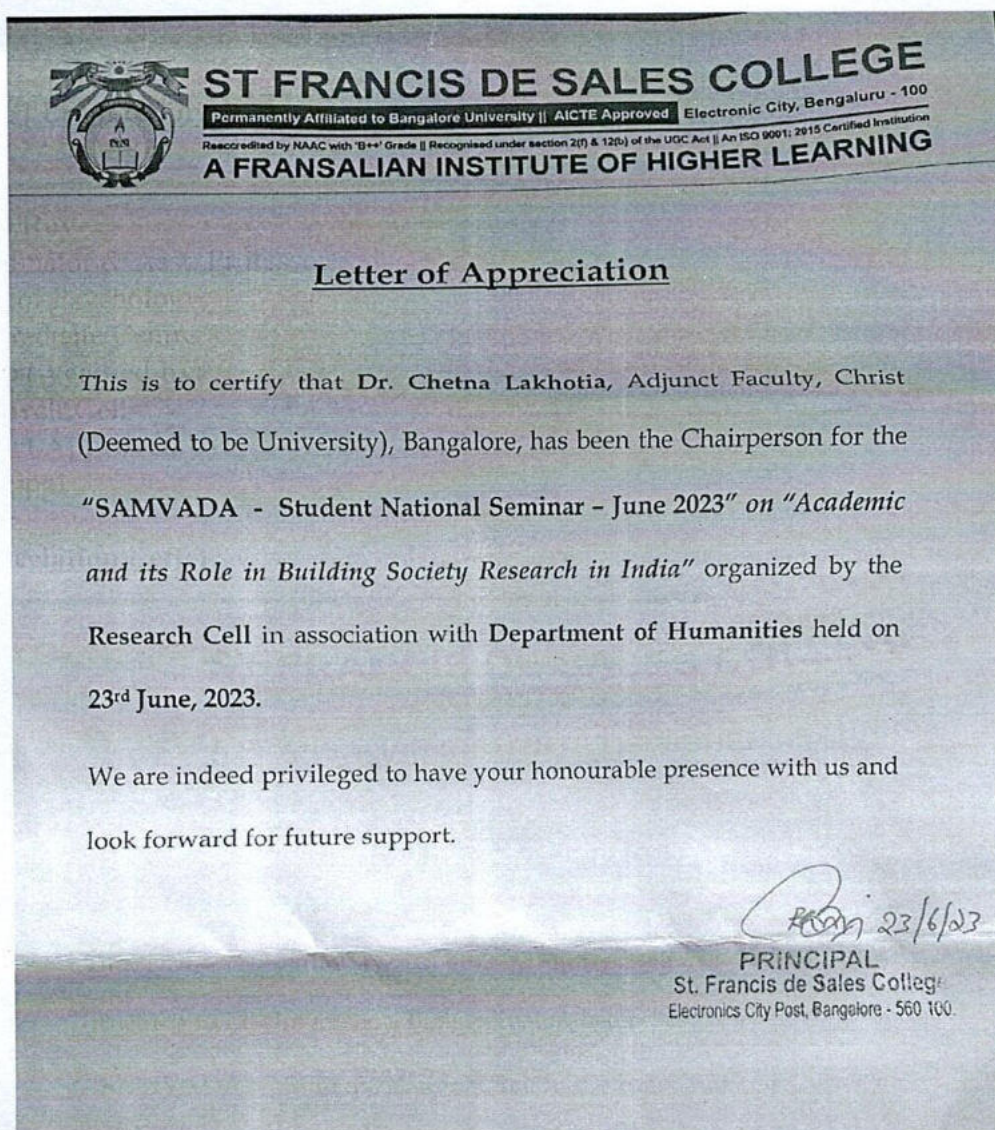 ST FRANCIS DE SALES COLLEGE
Permanently Affiliated to Bangalore University || AICTE Approved Electronic City, Bengaluru - 100
Reaccredited by NAAC with 'B++' Grade || Recognised under section 2(f) & 12(b) of the UGC Act || An ISO 9001: 2015 Certified Institution
A FRANSALIAN INSTITUTE OF HIGHER LEARNING
Letter of Appreciation
This is to certify that Dr. Chetna Lakhotia, Adjunct Faculty, Christ
(Deemed to be University), Bangalore, has been the Chairperson for the
"SAMVADA - Student National Seminar – June 2023" on "Academic
and its Role in Building Society Research in India" organized by the
Research Cell in association with Department of Humanities held on
23rd June, 2023.
We are indeed privileged to have your honourable presence with us and
look forward for future support.
23/6/23
PRINCIPAL
St. Francis de Sales College
Electronics City Post, Bangalore - 560 100.